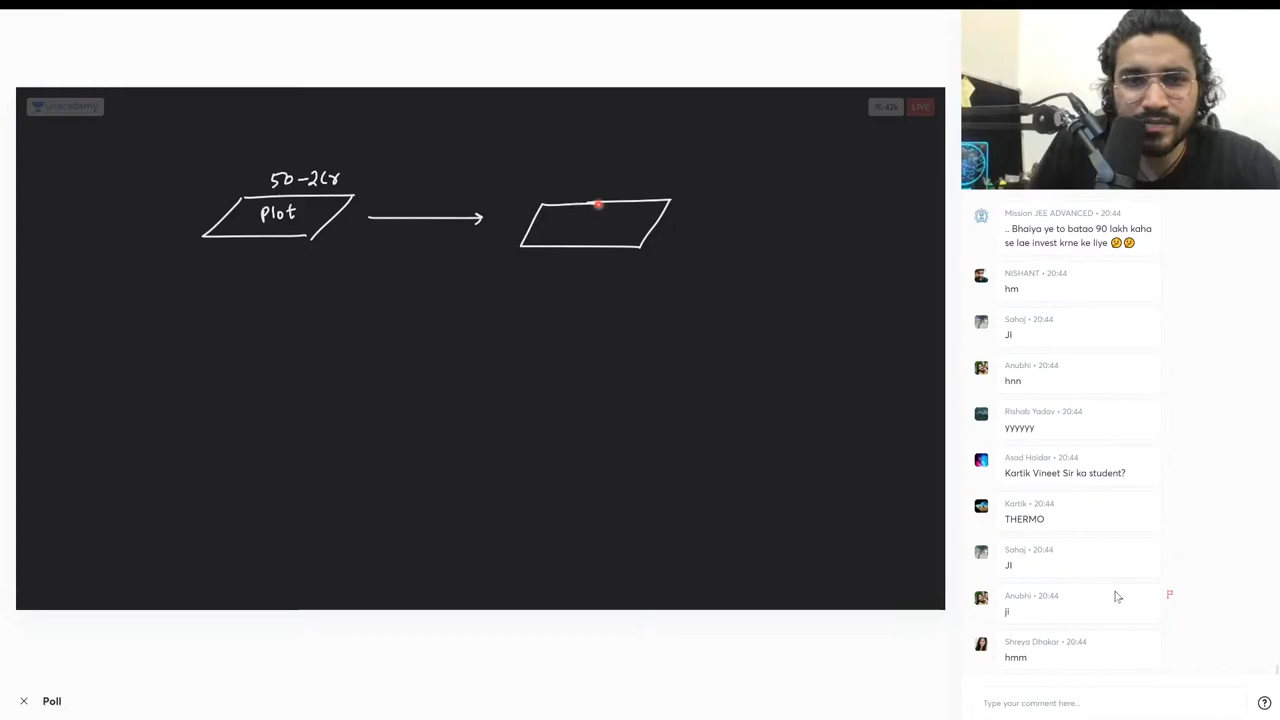 unacademy
42k
LIVE
50-2Cr
plot
Mission JEE ADVANCED • 20:44
.. Bhaiya ye to batao 90 lakh kaha
se lae invest krne ke liye 🤔🤔
NISHANT • 20:44
hm
Sahaj • 20:44
JI
Anubhi • 20:44
hnn
Rishab Yadav • 20:44
yyyyyy
Asad Haidar • 20:44
Kartik Vineet Sir ka student?
Kartik • 20:44
THERMO
Sahaj • 20:44
JI
Anubhi • 20:44
ji
Shreya Dhakar • 20:44
hmm
Poll
Type your comment here...